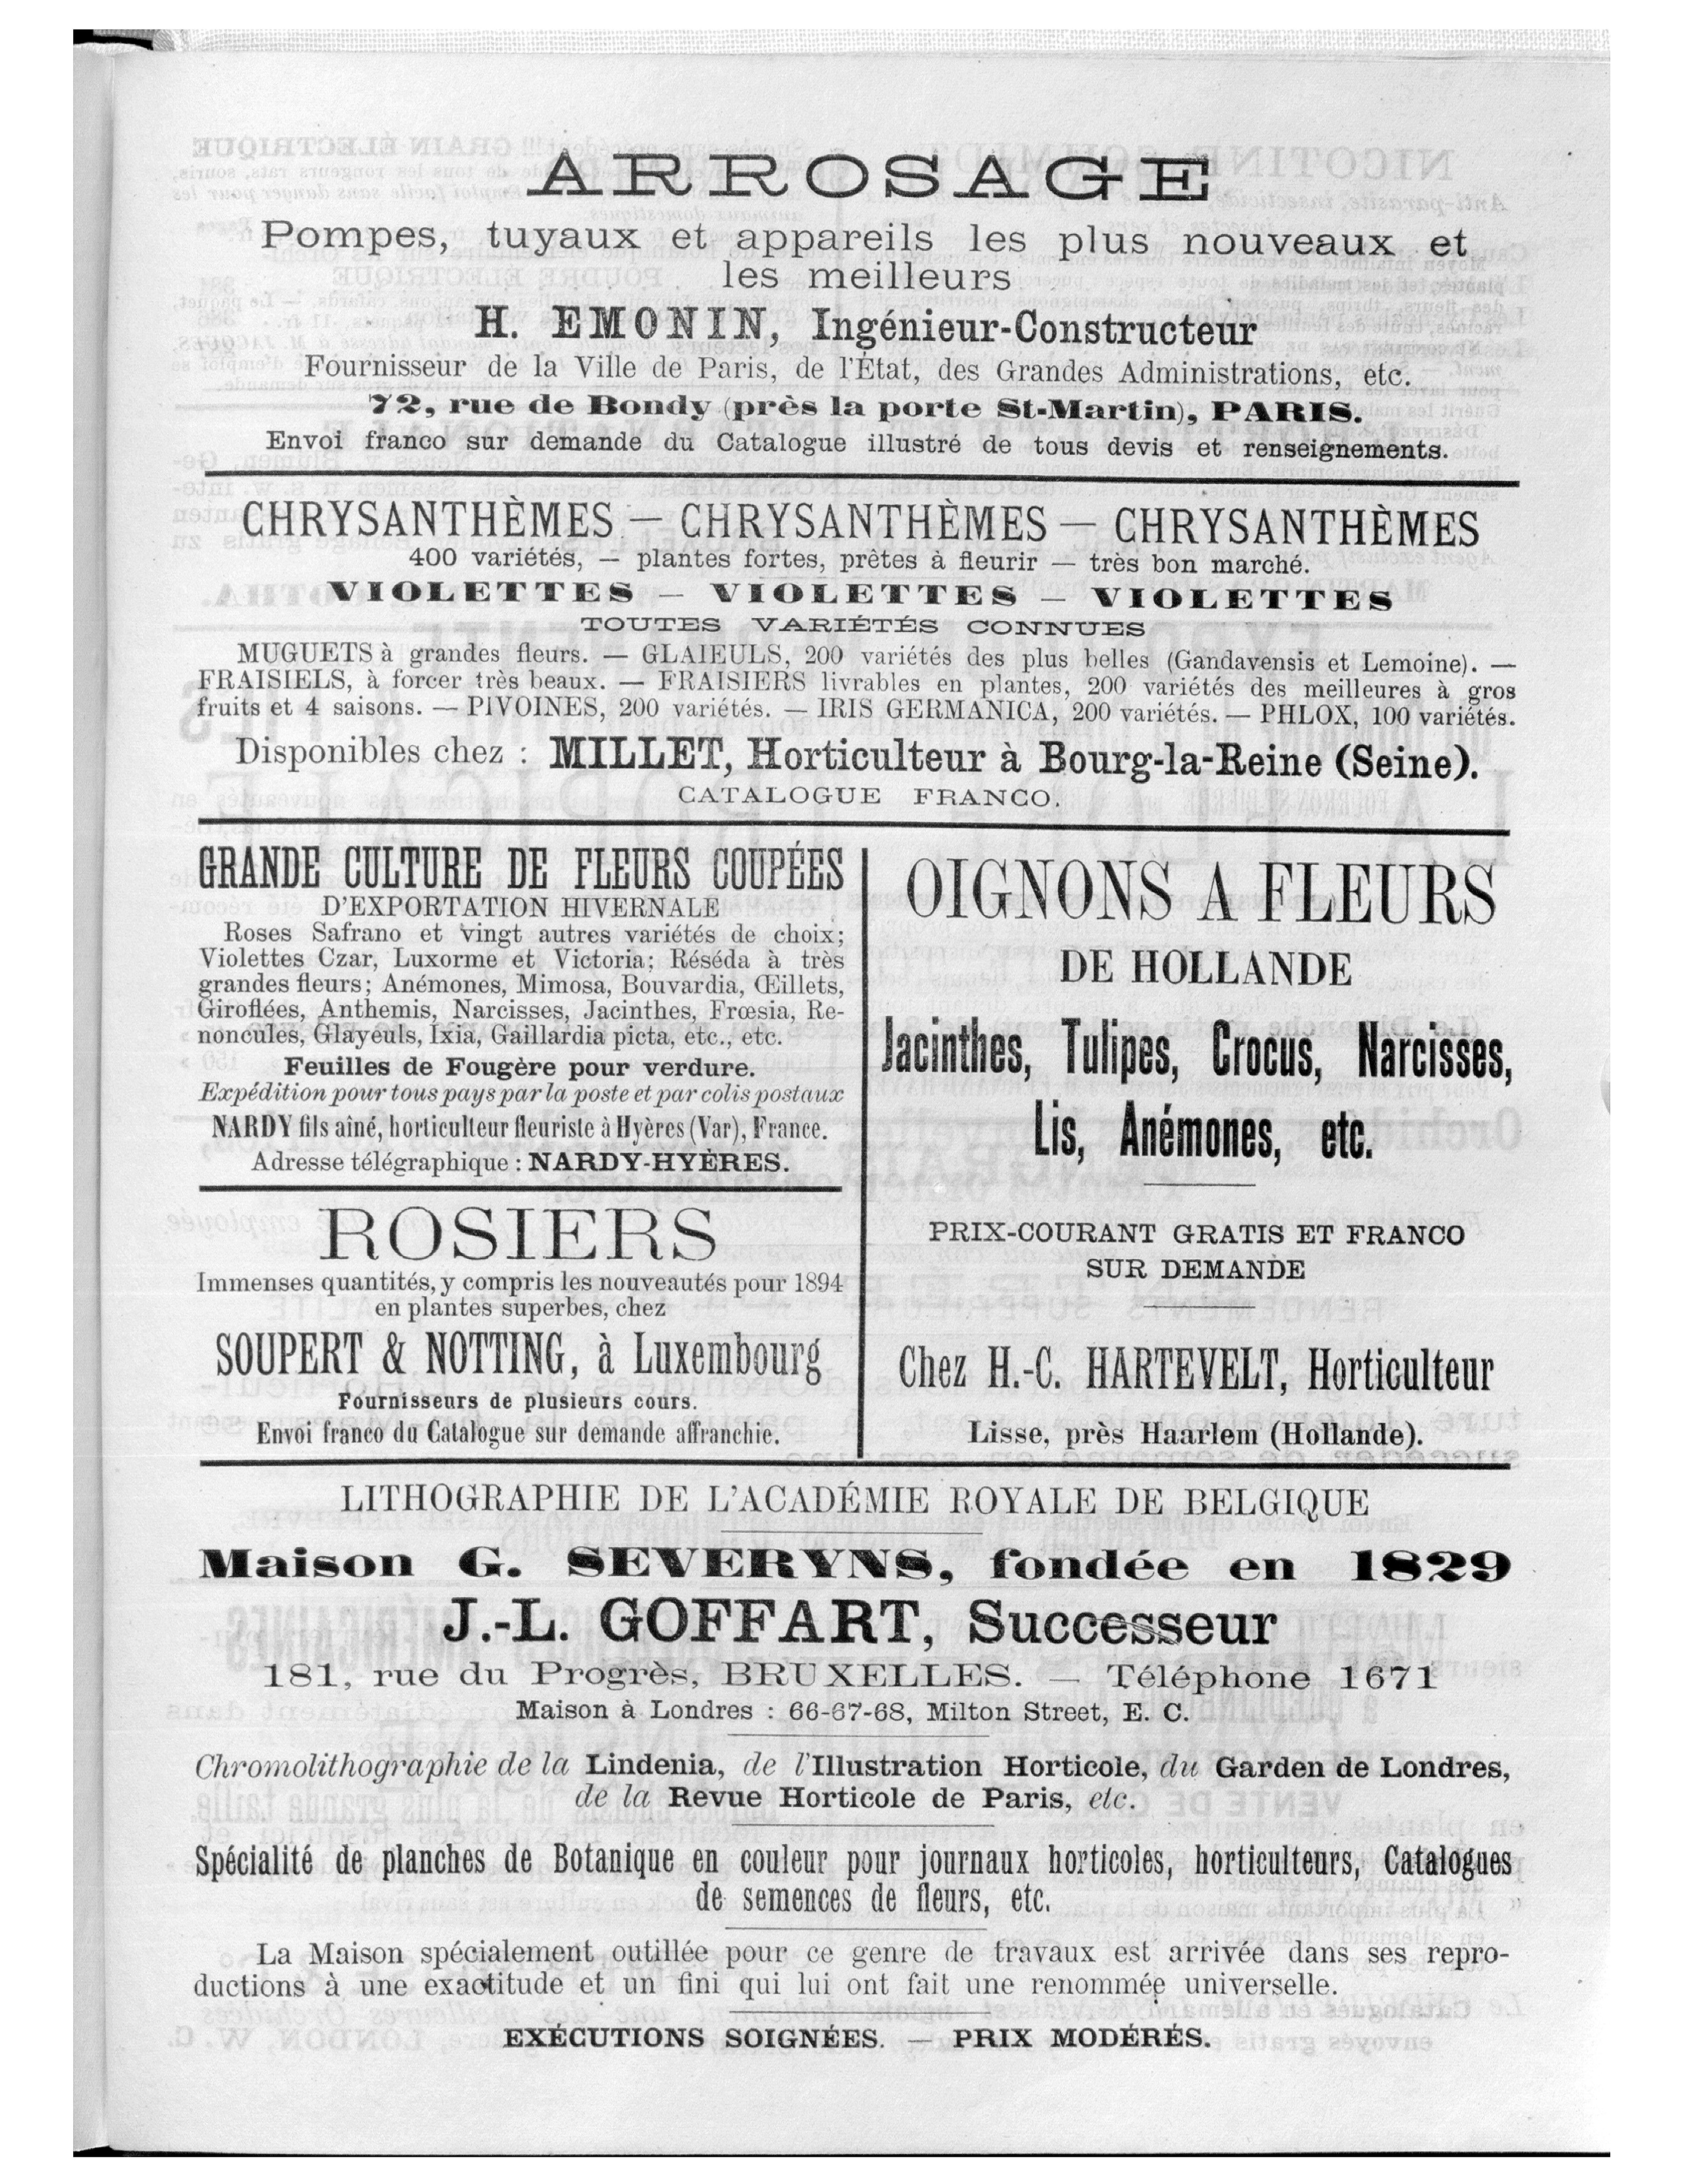 ARROSAGE
Pompes, tuyaux et appareils les plus nouveaux et
les meilleurs
H. EMONIN, Ingénieur-Constructeur
Fournisseur de la Ville de Paris, de l'État, des Grandes Administrations, etc.
72, rue de Bondy (près la porte St-Martin), PARIS.
Envoi franco sur demande du Catalogue illustré de tous devis et renseignements.
CHRYSANTHÈMES — CHRYSANTHÈMES — CHRYSANTHÈMES
400 variétés, — plantes fortes, prêtes à fleurir — très bon marché.
VIOLETTES — VIOLETTES — VIOLETTES
TOUTES VARIÉTÉS CONNUES
MUGUETS à grandes fleurs. — GLAIEULS, 200 variétés des plus belles (Gandavensis et Lemoine). —
FRAISIELS, à forcer très beaux. — FRAISIERS livrables en plantes, 200 variétés des meilleures à gros
fruits et 4 saisons. — PIVOINES, 200 variétés. — IRIS GERMANICA, 200 variétés. — PHLOX, 100 variétés.
Disponibles chez : MILLET, Horticulteur à Bourg-la-Reine (Seine).
CATALOGUE FRANCO.
GRANDE CULTURE DE FLEURS COUPÉES
D'EXPORTATION HIVERNALE
Roses Safrano et vingt autres variétés de choix;
Violettes Czar, Luxorme et Victoria; Réséda à très
grandes fleurs; Anémones, Mimosa, Bouvardia, Œillets,
Giroflées, Anthemis, Narcisses, Jacinthes, Frœsia, Re-
noncules, Glayeuls, Ixia, Gaillardia picta, etc., etc.
Feuilles de Fougère pour verdure.
Expédition pour tous pays par la poste et par colis postaux
NARDY fils aîné, horticulteur fleuriste à Hyères (Var), France.
Adresse télégraphique : NARDY-HYÈRES.
ROSIERS
Immenses quantités, y compris les nouveautés pour 1894
en plantes superbes, chez
SOUPERT & NOTTING, à Luxembourg
Fournisseurs de plusieurs cours.
Envoi franco du Catalogue sur demande affranchie.
OIGNONS A FLEURS
DE HOLLANDE
Jacinthes, Tulipes, Crocus, Narcisses,
Lis, Anémones, etc.
PRIX-COURANT GRATIS ET FRANCO
SUR DEMANDE
Chez H.-C. HARTEVELT, Horticulteur
Lisse, près Haarlem (Hollande).
LITHOGRAPHIE DE L'ACADÉMIE ROYALE DE BELGIQUE
Maison G. SEVERYNS, fondée en 1829
J.-L. GOFFART, Successeur
181, rue du Progrès, BRUXELLES. — Téléphone 1671
Maison à Londres : 66-67-68, Milton Street, E. C.
Chromolithographie de la Lindenia, de l'Illustration Horticole, du Garden de Londres,
de la Revue Horticole de Paris, etc.
Spécialité de planches de Botanique en couleur pour journaux horticoles, horticulteurs, Catalogues
de semences de fleurs, etc.
La Maison spécialement outillée pour ce genre de travaux est arrivée dans ses repro-
ductions à une exactitude et un fini qui lui ont fait une renommée universelle.
EXÉCUTIONS SOIGNÉES. — PRIX MODÉRÉS.